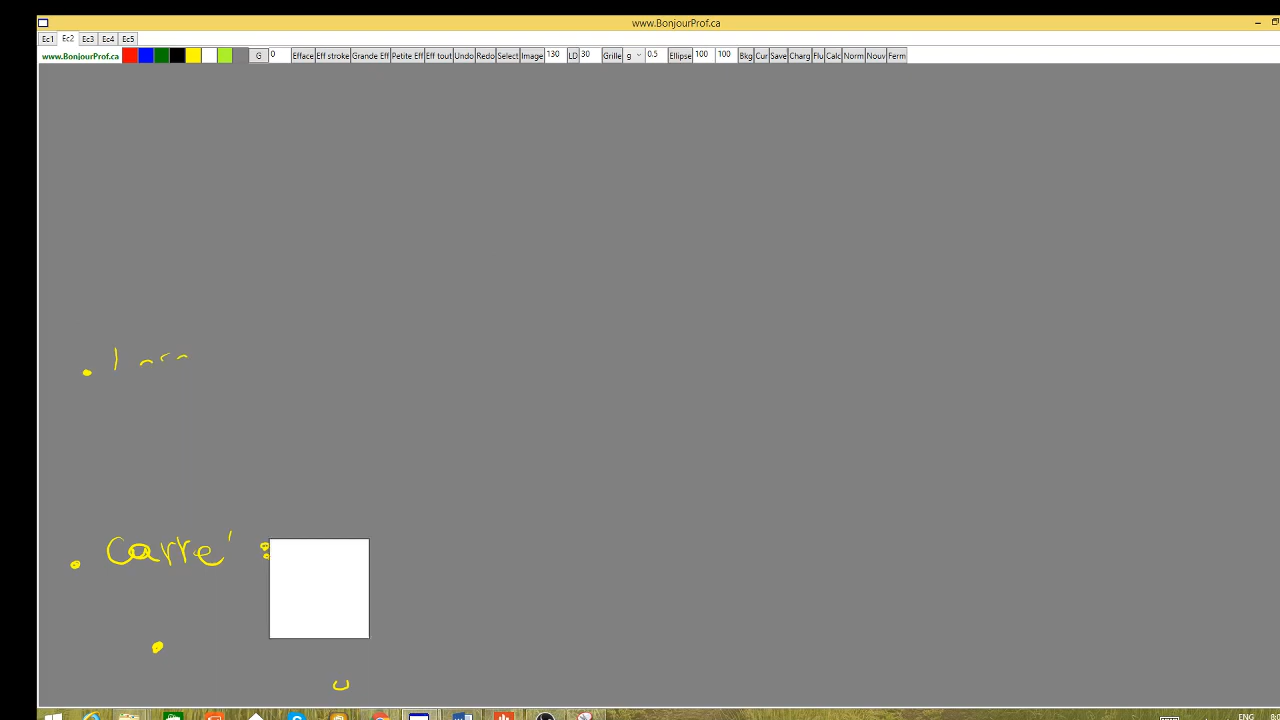 www.BonjourProf.ca
Ec1 Ec2 Ec3 Ec4 Ec5
www.BonjourProf.ca G 0 Efface Eff stroke Grande Eff Petite Eff Eff tout Undo Redo Select Image 130 LD 30 Grille g 0.5 Ellipse 100 100 Bkg Cur Save Charg Flu Calc Norm Nouv Ferm
• carré :
ENG